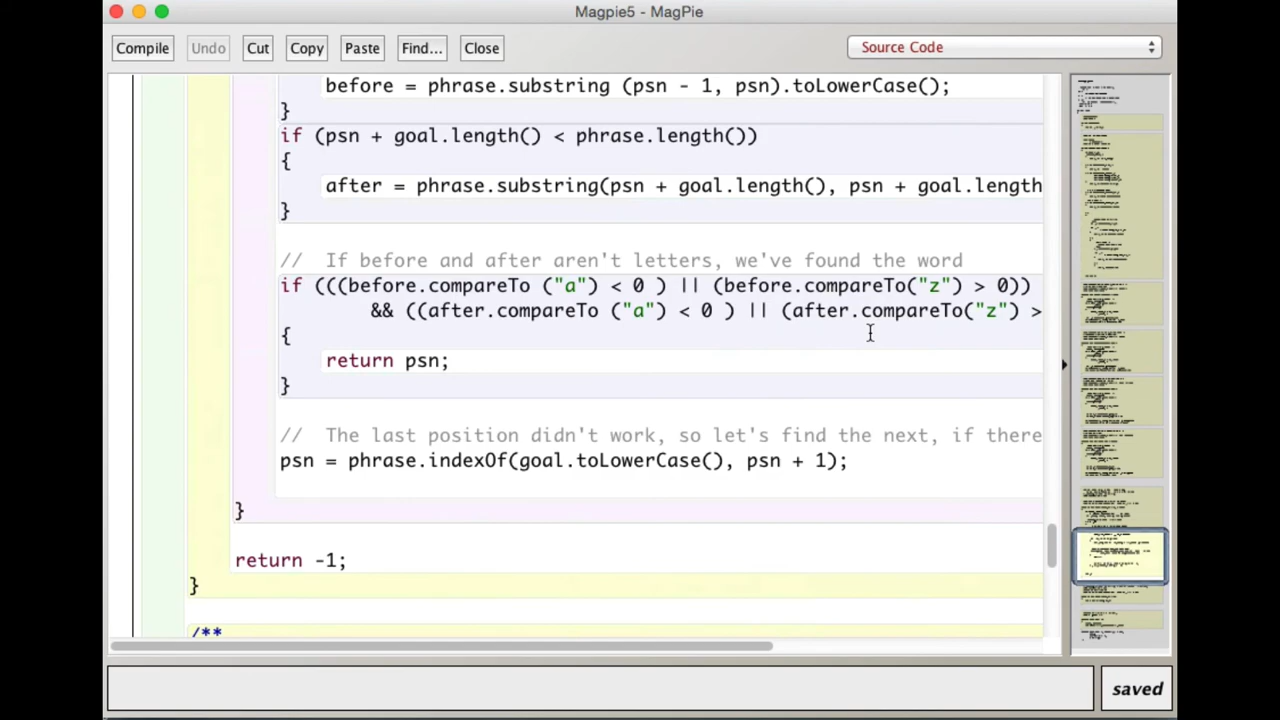 Magpie5 - MagPie
Compile Undo Cut Copy Paste Find... Close Source Code
before = phrase.substring (psn - 1, psn).toLowerCase();
}
if (psn + goal.length() < phrase.length())
{
after = phrase.substring(psn + goal.length(), psn + goal.length
}
// If before and after aren't letters, we've found the word
if (((before.compareTo ("a") < 0 ) || (before.compareTo("z") > 0))
&& ((after.compareTo ("a") < 0 ) || (after.compareTo("z") >
{
return psn;
}
// The last position didn't work, so let's find the next, if there
psn = phrase.indexOf(goal.toLowerCase(), psn + 1);
}
return -1;
}
/**
saved